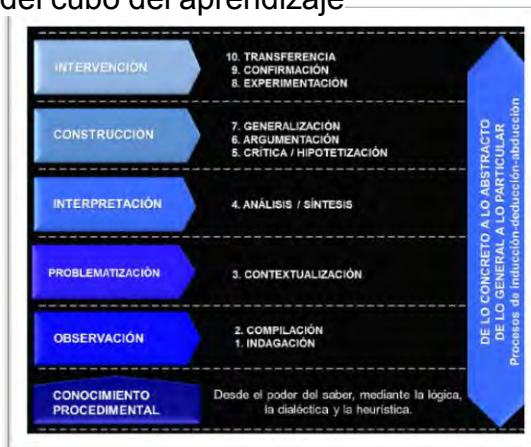 del cubo del aprendizaje
INTERVENCIÓN
10. TRANSFERENCIA
9. CONFIRMACIÓN
8. EXPERIMENTACIÓN
CONSTRUCCIÓN
7. GENERALIZACIÓN
6. ARGUMENTACIÓN
5. CRÍTICA / HIPOTETIZACIÓN
INTERPRETACIÓN
4. ANÁLISIS / SÍNTESIS
PROBLEMATIZACIÓN
3. CONTEXTUALIZACIÓN
OBSERVACIÓN
2. COMPILACIÓN
1. INDAGACIÓN
CONOCIMIENTO
PROCEDIMENTAL
Desde el poder del saber, mediante la lógica,
la dialéctica y la heurística.
DE LO CONCRETO A LO ABSTRACTO
DE LO GENERAL A LO PARTICULAR
Procesos de inducción-deducción-abducción